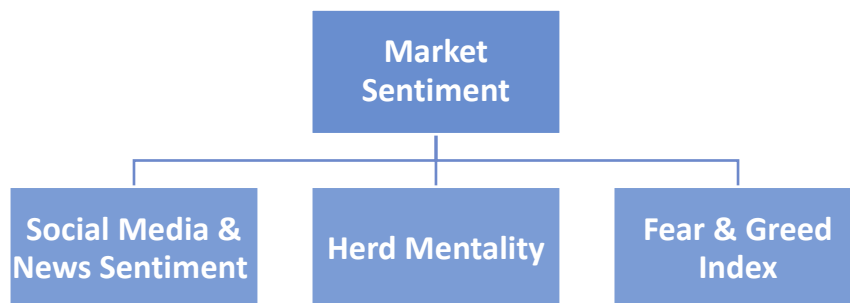 Market
Sentiment
Social Media &
News Sentiment
Herd Mentality
Fear & Greed
Index